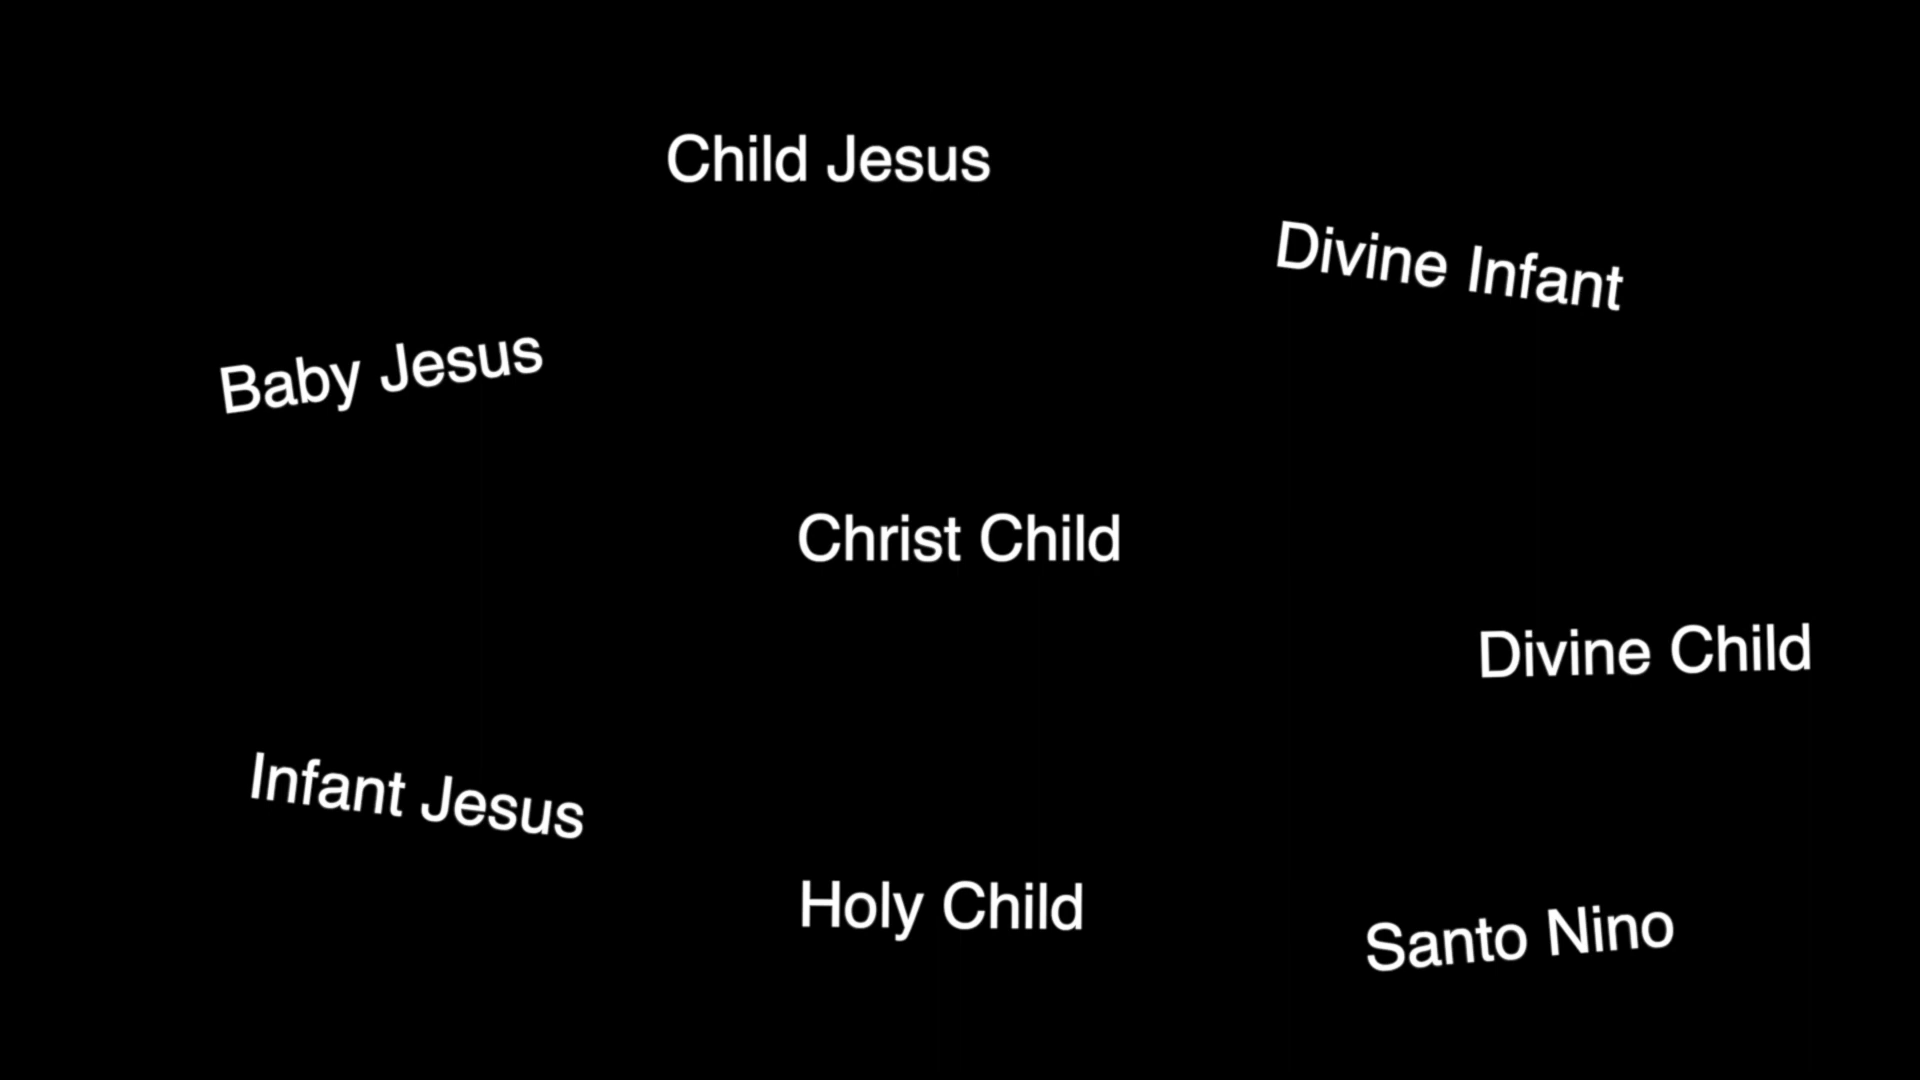 Child Jesus
Divine Infant
Baby Jesus
Christ Child
Divine Child
Infant Jesus
Holy Child
Santo Nino